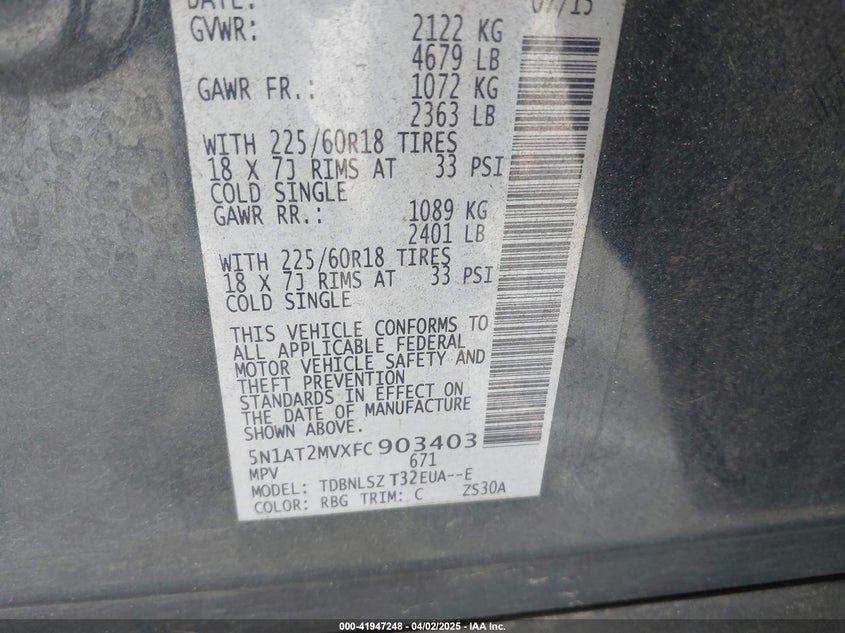 DATE: 07/15
GVWR: 2122 KG
4679 LB
GAWR FR.: 1072 KG
2363 LB
WITH 225/60R18 TIRES
18 X 7J RIMS AT 33 PSI
COLD SINGLE
GAWR RR.: 1089 KG
2401 LB
WITH 225/60R18 TIRES
18 X 7J RIMS AT 33 PSI
COLD SINGLE
THIS VEHICLE CONFORMS TO
ALL APPLICABLE FEDERAL
MOTOR VEHICLE SAFETY AND
THEFT PREVENTION
STANDARDS IN EFFECT ON
THE DATE OF MANUFACTURE
SHOWN ABOVE.
5N1AT2MVXFC903403
MPV 671
MODEL: TDBNLSZ T32EUA--E
COLOR: RBG TRIM: C ZS30A
000-41947248 - 04/02/2025 - IAA Inc.